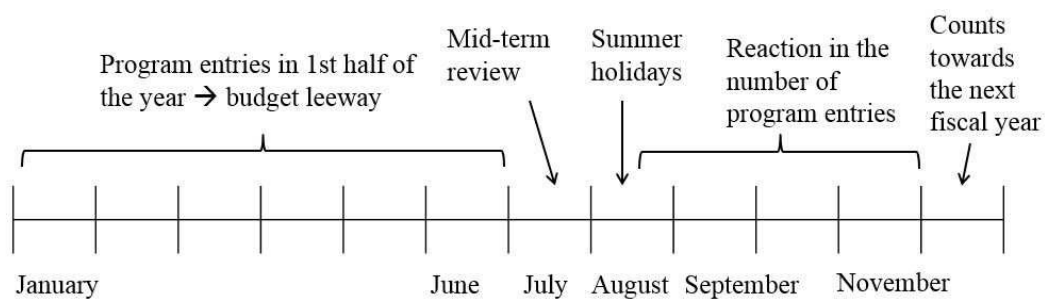 Program entries in 1st half of
the year → budget leeway
Mid-term
review
Summer
holidays
Reaction in the
number of
program entries
Counts
towards
the next
fiscal year
January
June
July
August
September
November